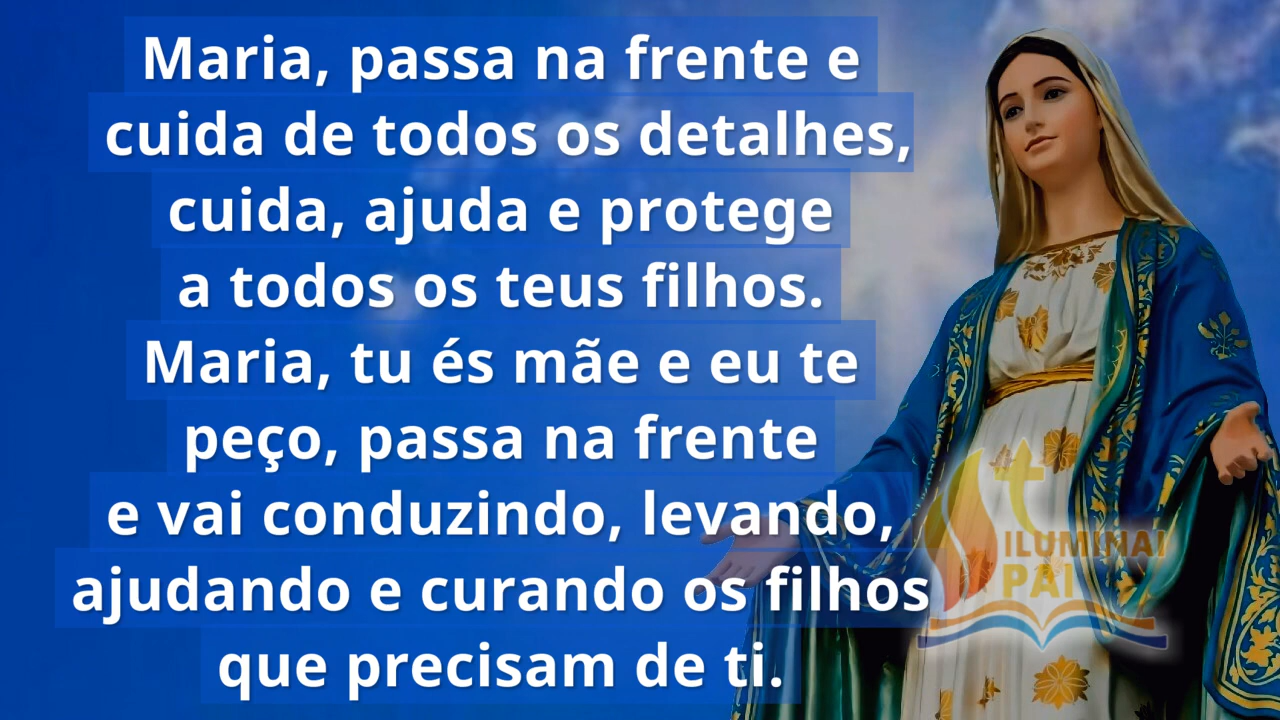 Maria, passa na frente e
cuida de todos os detalhes,
cuida, ajuda e protege
a todos os teus filhos.
Maria, tu és mãe e eu te
peço, passa na frente
e vai conduzindo, levando,
ajudando e curando os filhos
que precisam de ti.
ILUMINAI
PAI